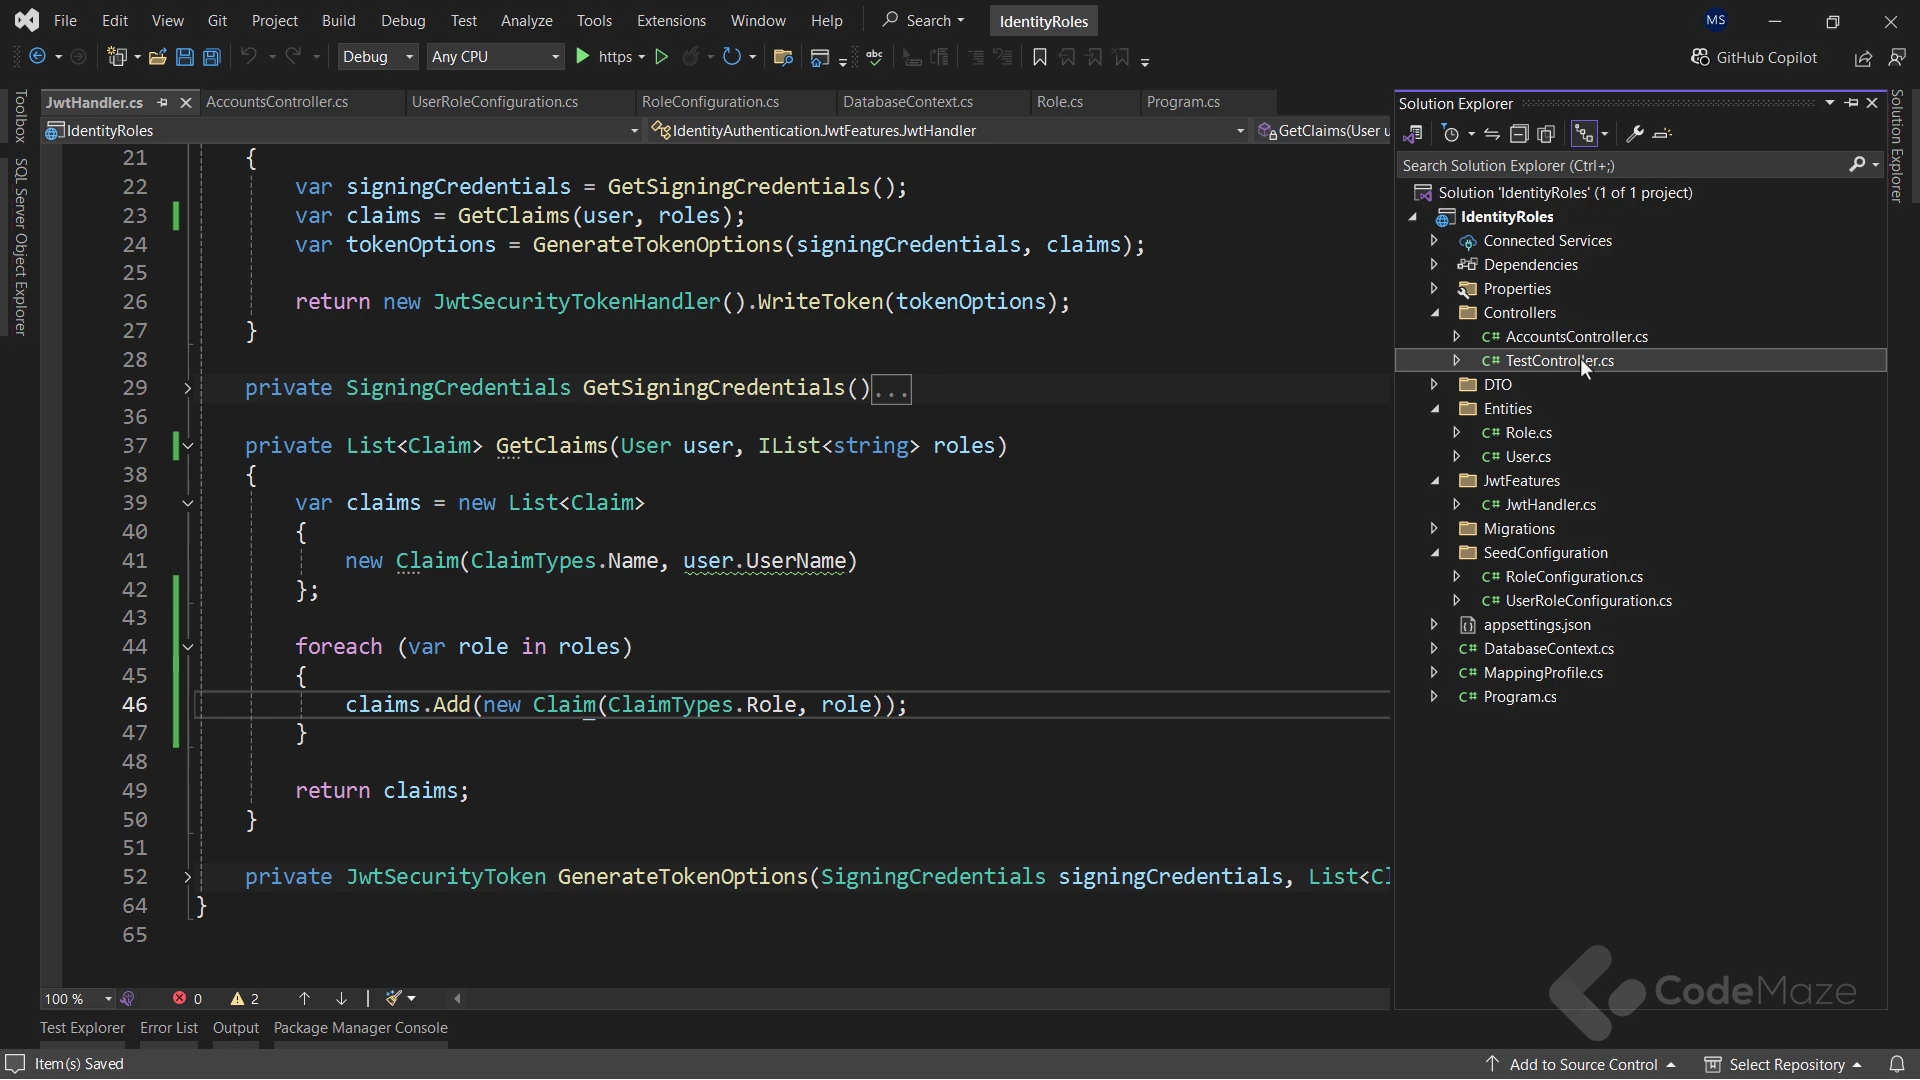 File Edit View Git Project Build Debug Test Analyze Tools Extensions Window Help Search IdentityRoles MS
Debug Any CPU https GitHub Copilot
JwtHandler.cs AccountsController.cs UserRoleConfiguration.cs RoleConfiguration.cs DatabaseContext.cs Role.cs Program.cs
IdentityRoles IdentityAuthentication.JwtFeatures.JwtHandler GetClaims(User u
Toolbox
SQL Server Object Explorer
21 {
22 var signingCredentials = GetSigningCredentials();
23 var claims = GetClaims(user, roles);
24 var tokenOptions = GenerateTokenOptions(signingCredentials, claims);
25
26 return new JwtSecurityTokenHandler().WriteToken(tokenOptions);
27 }
28
29 private SigningCredentials GetSigningCredentials()...
36
37 private List<Claim> GetClaims(User user, IList<string> roles)
38 {
39 var claims = new List<Claim>
40 {
41 new Claim(ClaimTypes.Name, user.UserName)
42 };
43
44 foreach (var role in roles)
45 {
46 claims.Add(new Claim(ClaimTypes.Role, role));
47 }
48
49 return claims;
50 }
51
52 private JwtSecurityToken GenerateTokenOptions(SigningCredentials signingCredentials, List<Cl
64 }
65
100 % 0 2
Test Explorer Error List Output Package Manager Console
Item(s) Saved
Solution Explorer
Search Solution Explorer (Ctrl+;)
Solution 'IdentityRoles' (1 of 1 project)
IdentityRoles
Connected Services
Dependencies
Properties
Controllers
C# AccountsController.cs
C# TestController.cs
DTO
Entities
C# Role.cs
C# User.cs
JwtFeatures
C# JwtHandler.cs
Migrations
SeedConfiguration
C# RoleConfiguration.cs
C# UserRoleConfiguration.cs
appsettings.json
C# DatabaseContext.cs
C# MappingProfile.cs
C# Program.cs
Solution Explorer
CodeMaze
Add to Source Control Select Repository